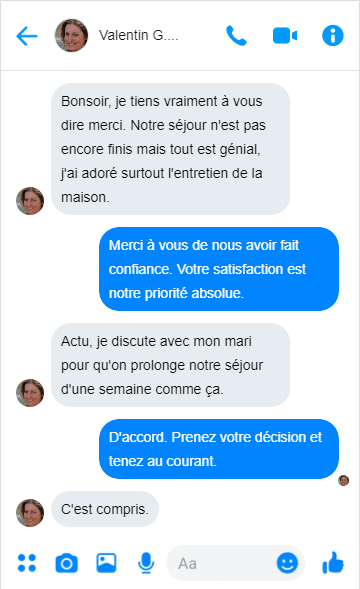 Valentin G....
Bonsoir, je tiens vraiment à vous
dire merci. Notre séjour n'est pas
encore finis mais tout est génial,
j'ai adoré surtout l'entretien de la
maison.
Merci à vous de nous avoir fait
confiance. Votre satisfaction est
notre priorité absolue.
Actu, je discute avec mon mari
pour qu'on prolonge notre séjour
d'une semaine comme ça.
D'accord. Prenez votre décision et
tenez au courant.
C'est compris.
Aa